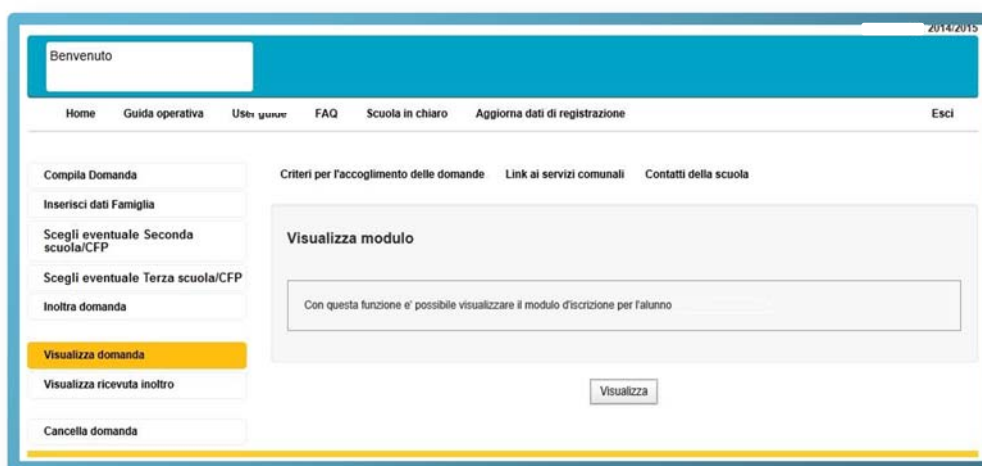 2014/2015
Benvenuto
Home Guida operativa User guide FAQ Scuola in chiaro Aggiorna dati di registrazione Esci
Compila Domanda
Inserisci dati Famiglia
Scegli eventuale Seconda
scuola/CFP
Scegli eventuale Terza scuola/CFP
Inoltra domanda
Visualizza domanda
Visualizza ricevuta inoltro
Cancella domanda
Criteri per l'accoglimento delle domande Link ai servizi comunali Contatti della scuola
Visualizza modulo
Con questa funzione e' possibile visualizzare il modulo d'iscrizione per l'alunno
Visualizza